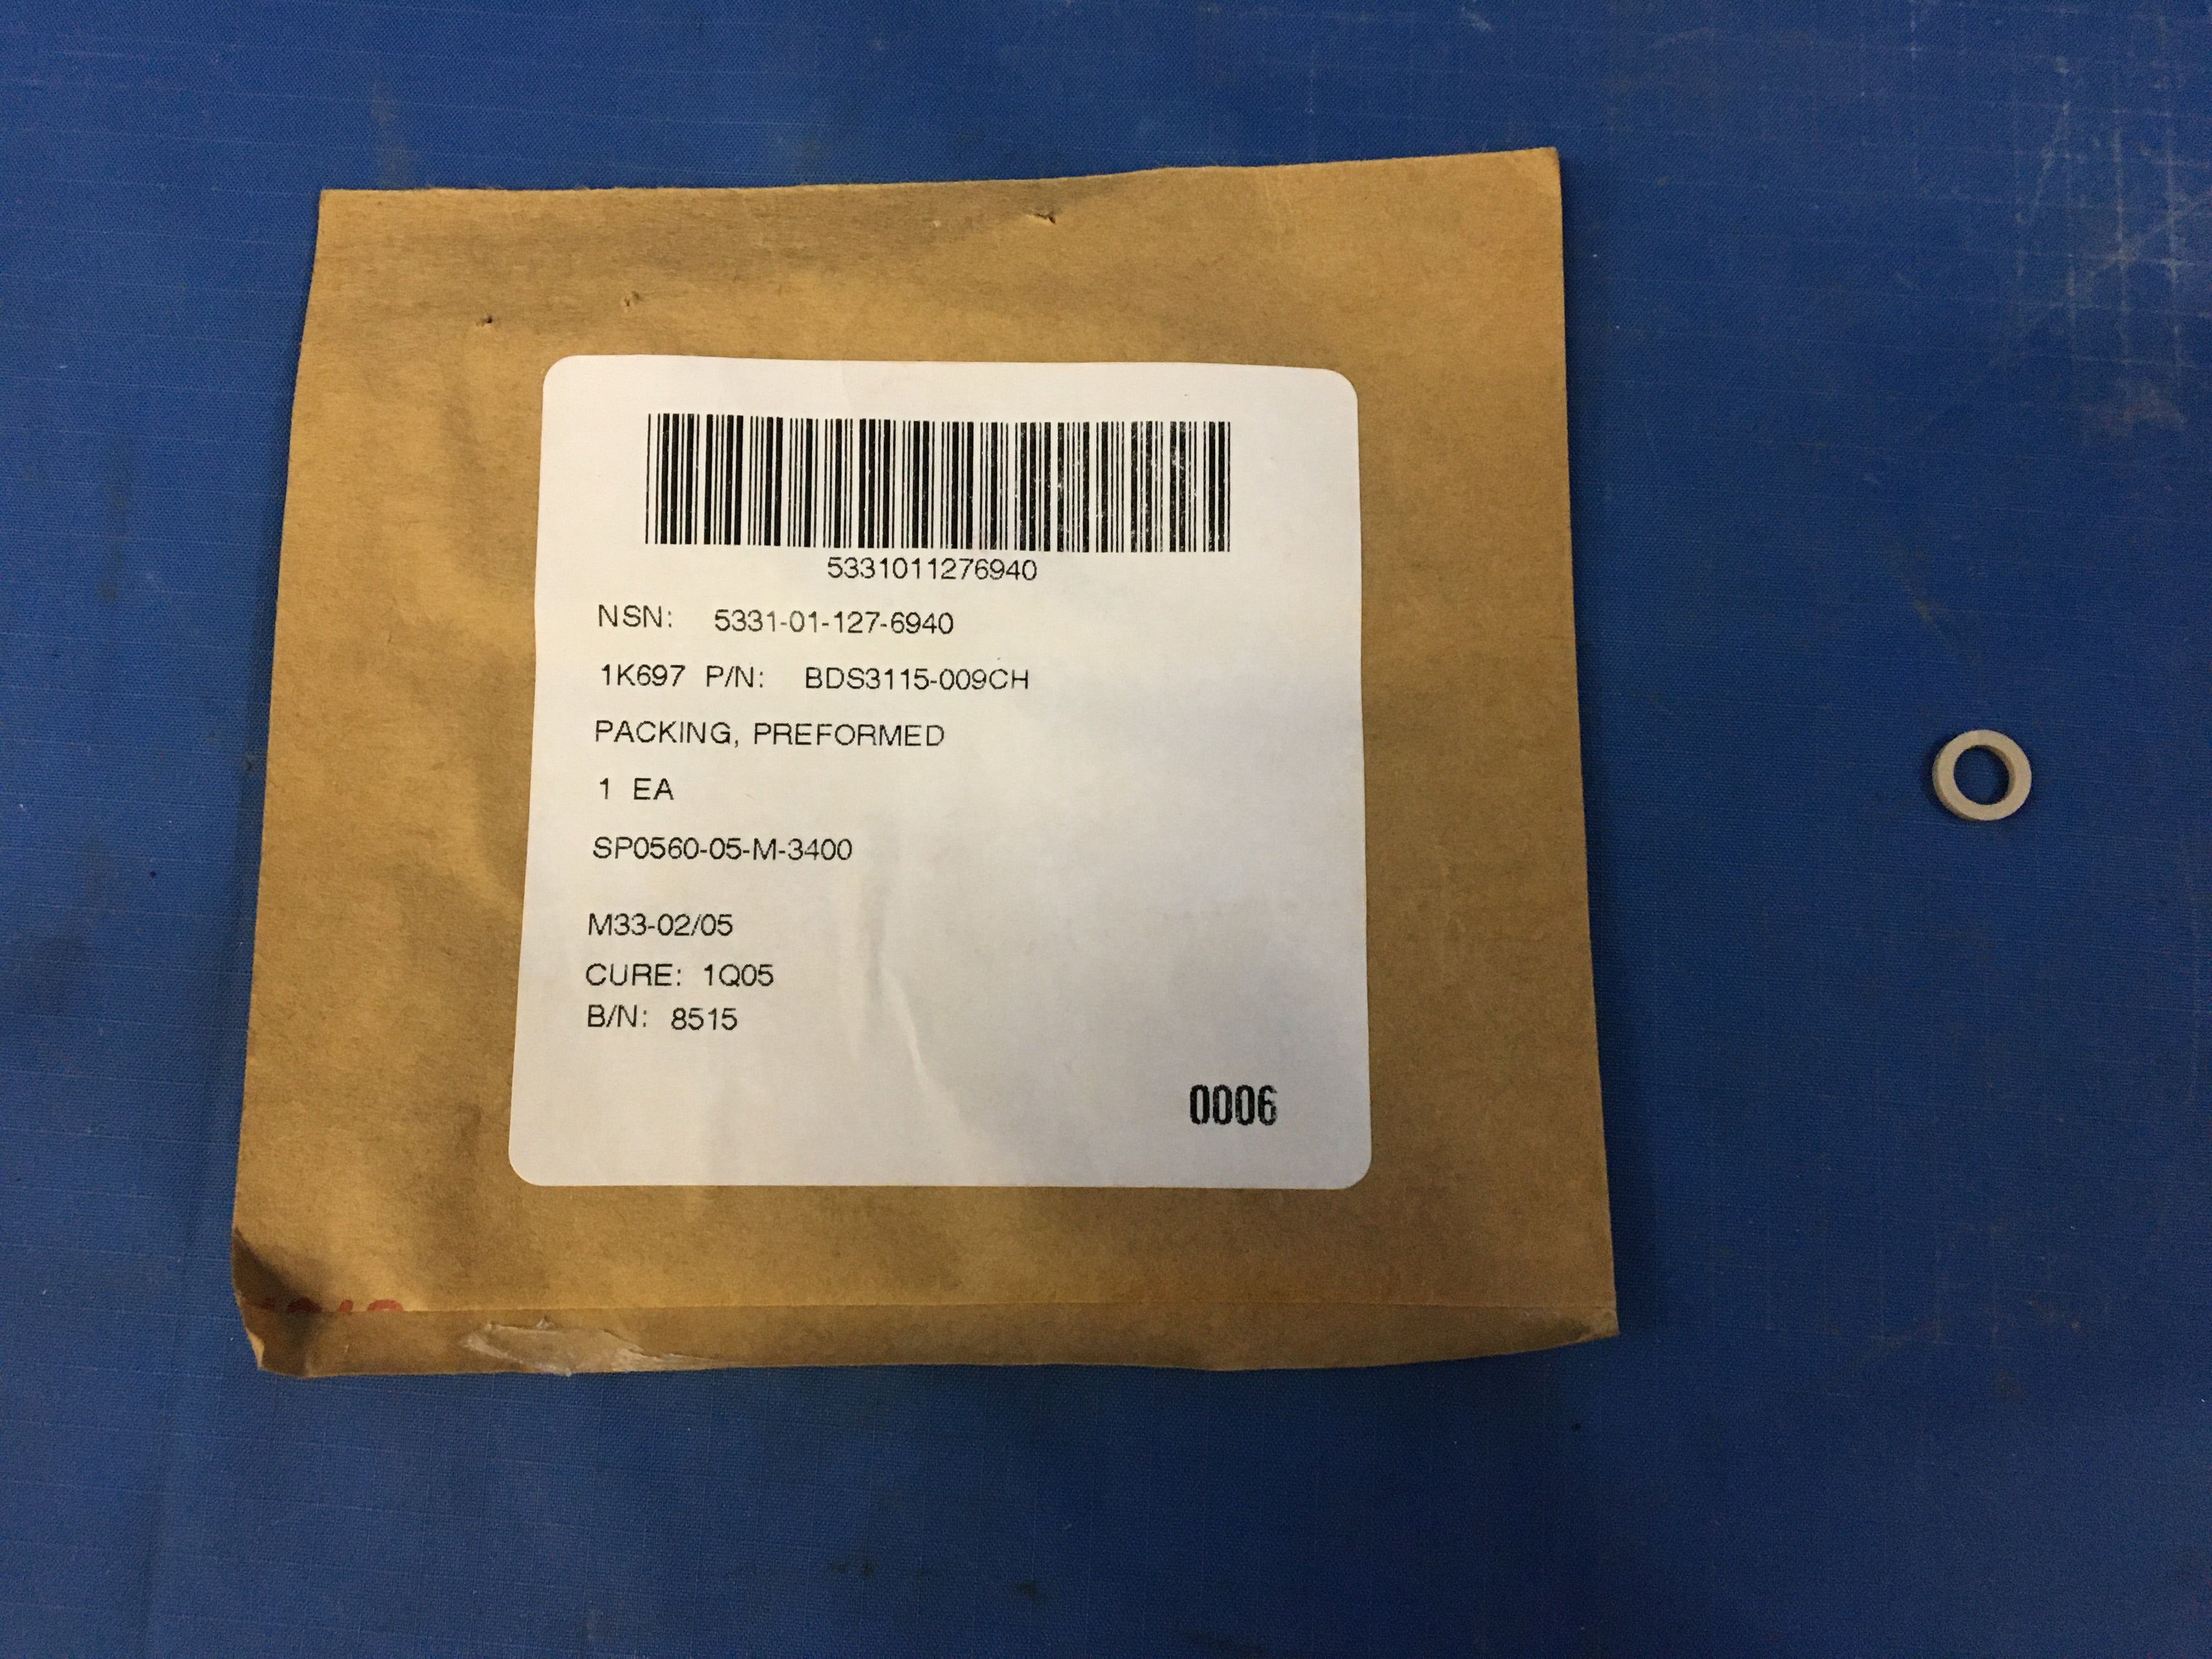 5331011276940
NSN: 5331-01-127-6940
1K697 P/N: BDS3115-009CH
PACKING, PREFORMED
1 EA
SP0560-05-M-3400
M33-02/05
CURE: 1Q05
B/N: 8515
0006